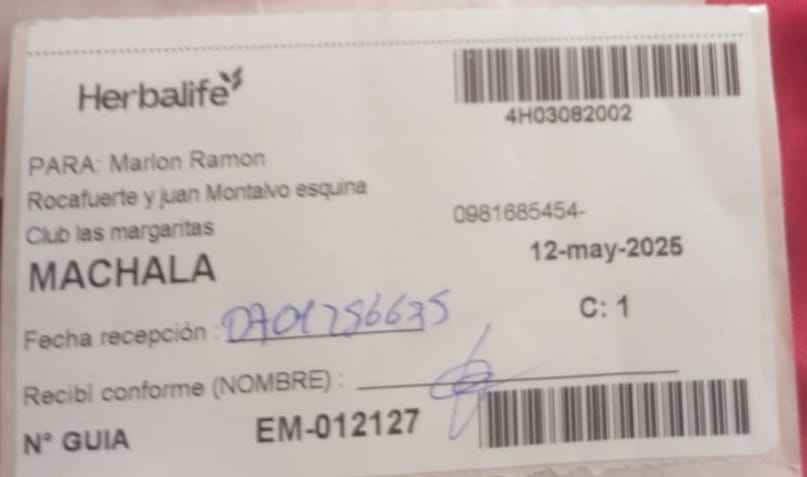 Herbalife
4H03082002
PARA: Marlon Ramon
Rocafuerte y juan Montalvo esquina
Club las margaritas
0981685454-
MACHALA
12-may-2025
Fecha recepción : 0701756635
C: 1
Recibí conforme (NOMBRE) :
N° GUIA EM-012127